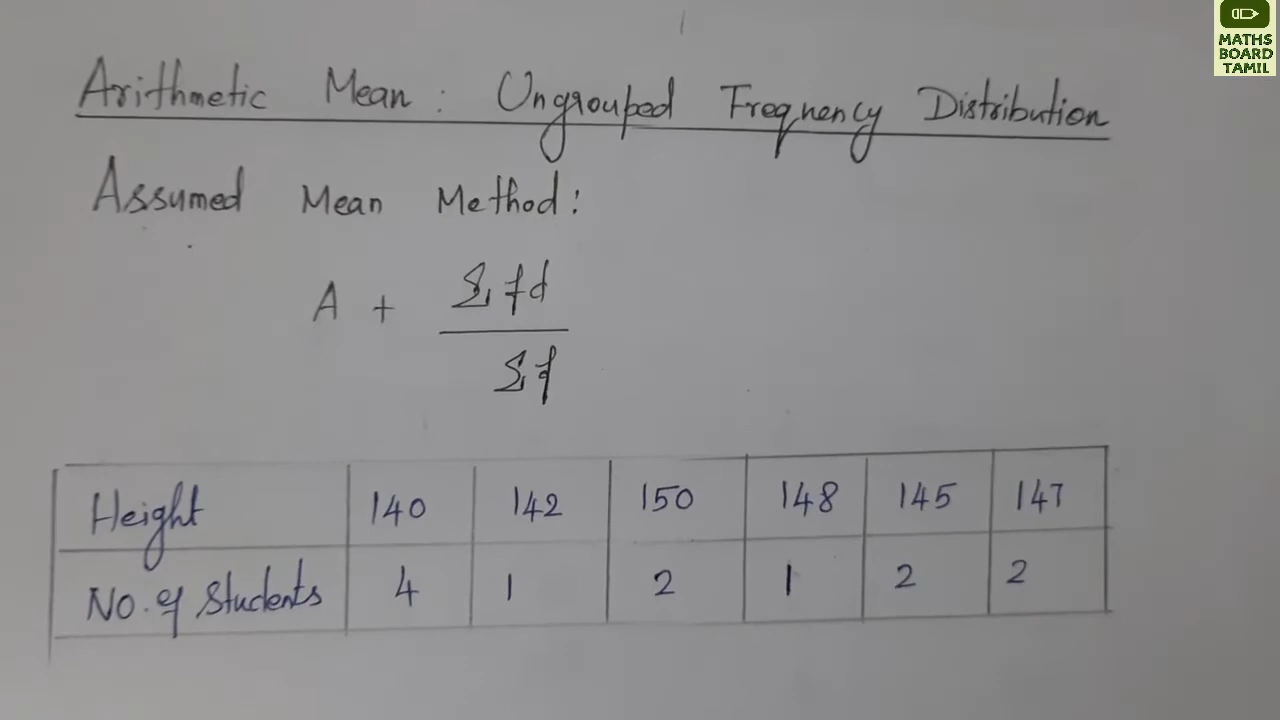 MATHS
BOARD
TAMIL
Arithmetic Mean : Ungrouped Frequency Distribution
Assumed Mean Method :
A + Σfd
Σf
Height 140 142 150 148 145 147
No. of Students 4 1 2 1 2 2